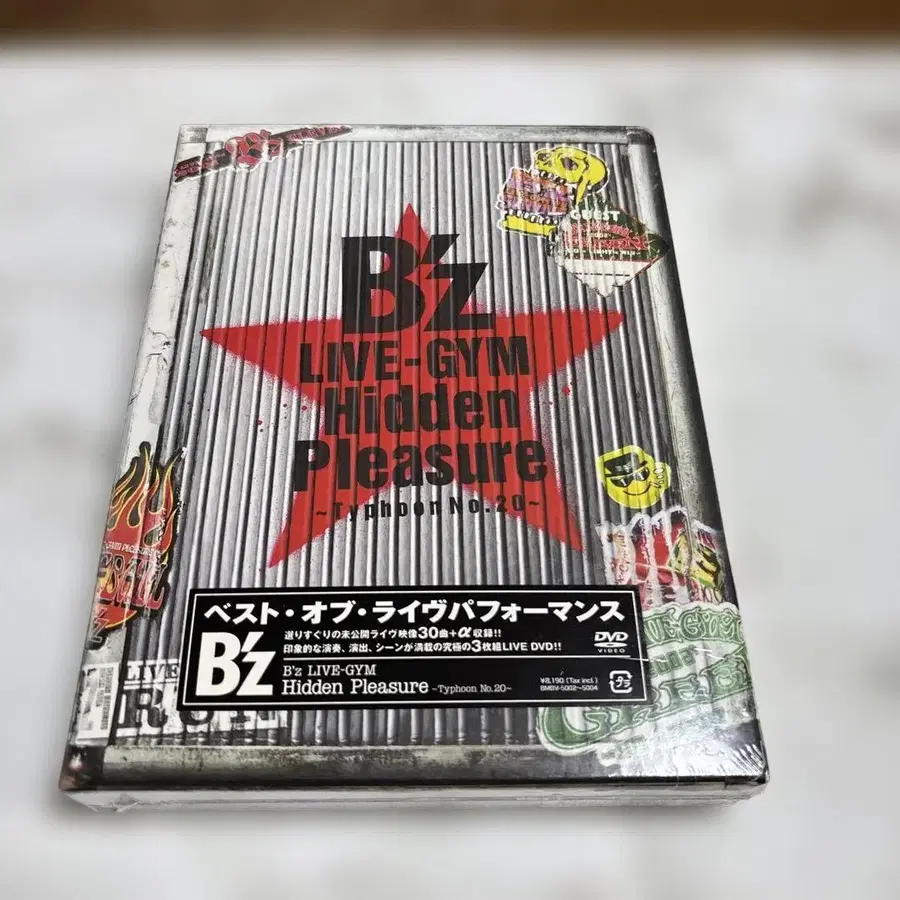 B'z
GUEST
B'z
LIVE-GYM
Hidden
Pleasure
~Typhoon No.20~
ベスト・オブ・ライヴパフォーマンス
B'z
選りすぐりの未公開ライヴ映像30曲+α収録!!
印象的な演奏、演出、シーンが満載の究極の3枚組LIVE DVD!!
B'z LIVE-GYM
Hidden Pleasure ~Typhoon No.20~
DVD
VIDEO
¥8,190 (Tax incl.)
BMBV-5002~5004
LIVE
RUN